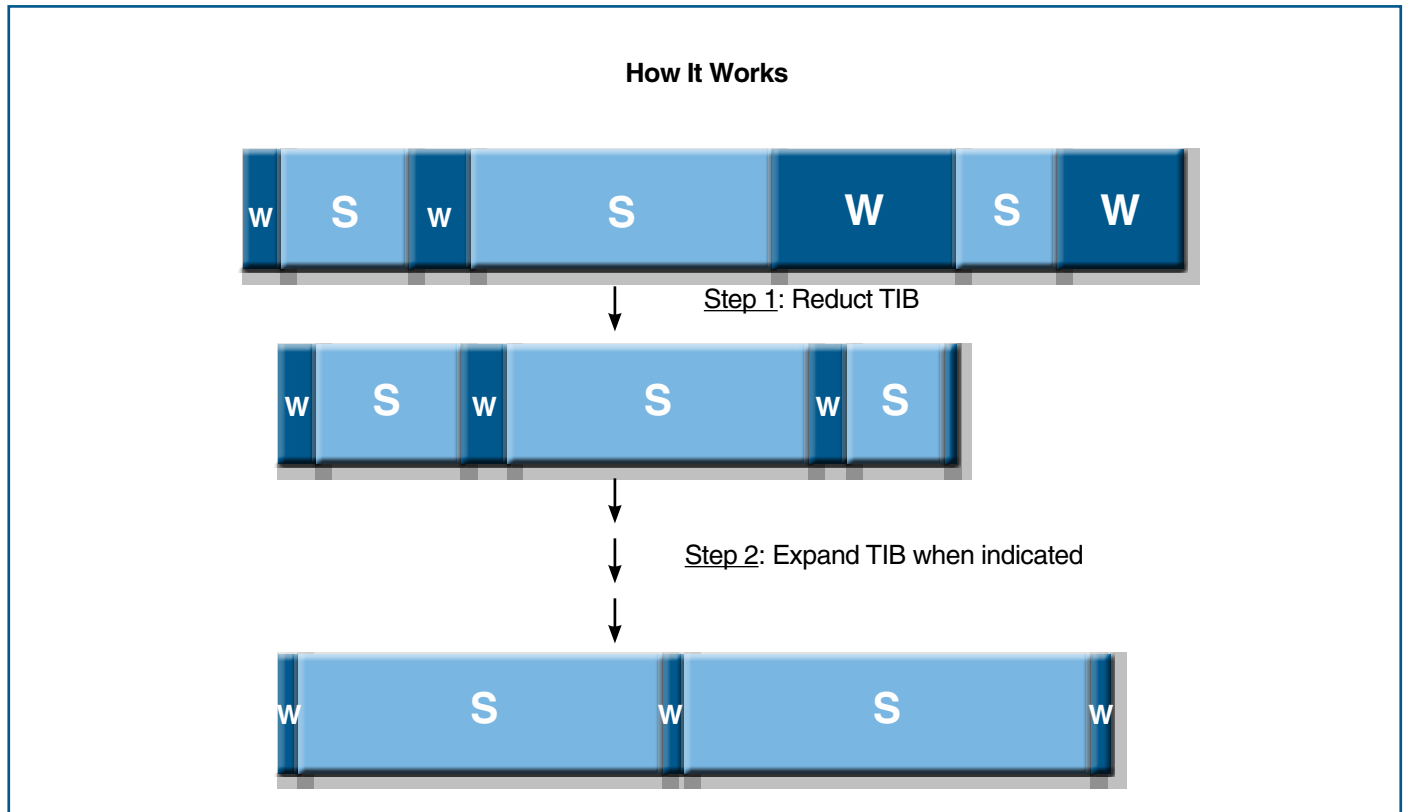 How It Works
W S W S W S W
Step 1: Reduct TIB
W S W S W S
Step 2: Expand TIB when indicated
W S W S W